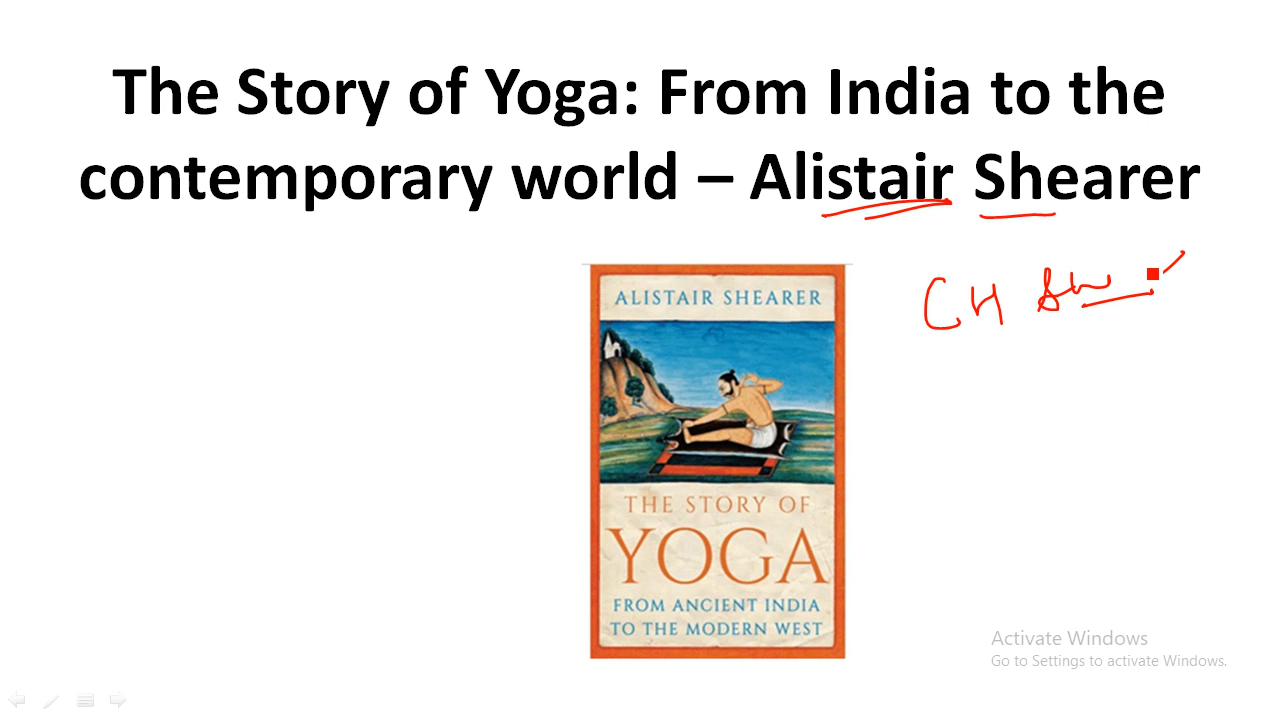 The Story of Yoga: From India to the
contemporary world – Alistair Shearer
CH
ALISTAIR SHEARER
THE STORY OF
YOGA
FROM ANCIENT INDIA
TO THE MODERN WEST
Activate Windows
Go to Settings to activate Windows.